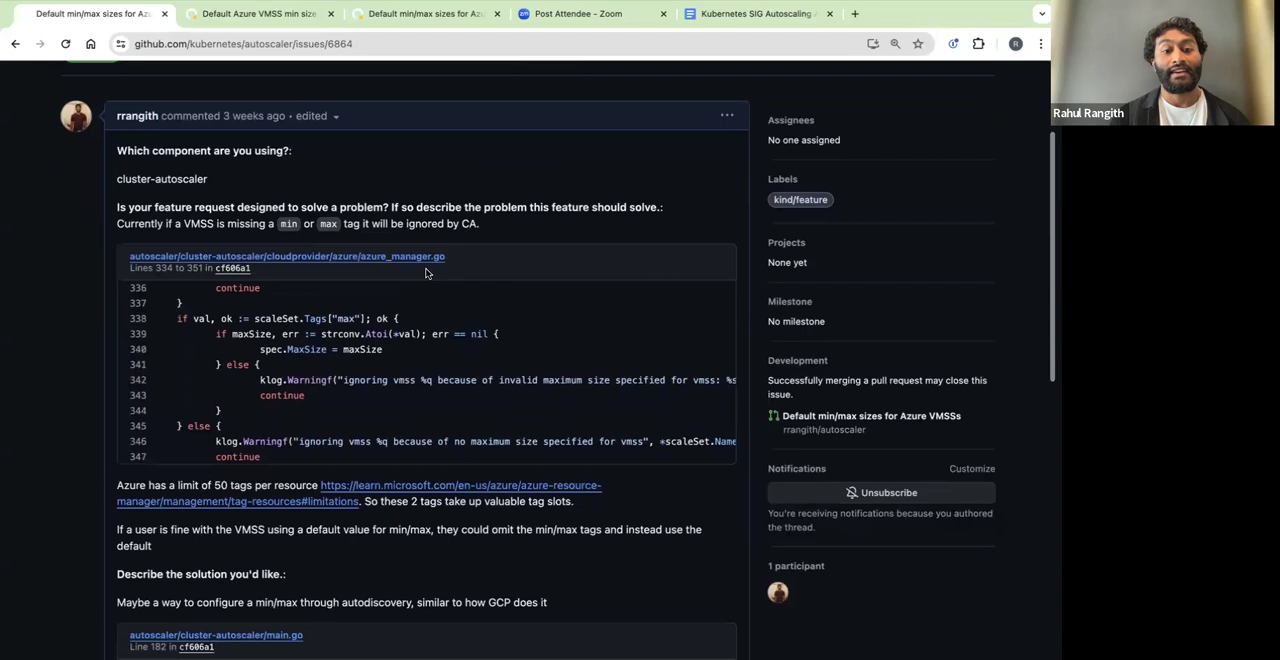 Default min/max sizes for Az
Default Azure VMSS min size
Default min/max sizes for Az
Post Attendee - Zoom
Kubernetes SIG Autoscaling
github.com/kubernetes/autoscaler/issues/6864
R
Rahul Rangith
rrangith commented 3 weeks ago • edited
Which component are you using?:
cluster-autoscaler
Is your feature request designed to solve a problem? If so describe the problem this feature should solve.:
Currently if a VMSS is missing a min or max tag it will be ignored by CA.
autoscaler/cluster-autoscaler/cloudprovider/azure/azure_manager.go
Lines 334 to 351 in cf606a1
336 continue
337 }
338 if val, ok := scaleSet.Tags["max"]; ok {
339 if maxSize, err := strconv.Atoi(*val); err == nil {
340 spec.MaxSize = maxSize
341 } else {
342 klog.Warningf("ignoring vmss %q because of invalid maximum size specified for vmss: %s
343 continue
344 }
345 } else {
346 klog.Warningf("ignoring vmss %q because of no maximum size specified for vmss", *scaleSet.Name
347 continue
Azure has a limit of 50 tags per resource https://learn.microsoft.com/en-us/azure/azure-resource-
manager/management/tag-resources#limitations. So these 2 tags take up valuable tag slots.
If a user is fine with the VMSS using a default value for min/max, they could omit the min/max tags and instead use the
default
Describe the solution you'd like.:
Maybe a way to configure a min/max through autodiscovery, similar to how GCP does it
autoscaler/cluster-autoscaler/main.go
Line 182 in cf606a1
Assignees
No one assigned
Labels
kind/feature
Projects
None yet
Milestone
No milestone
Development
Successfully merging a pull request may close this
issue.
Default min/max sizes for Azure VMSSs
rrangith/autoscaler
Notifications
Customize
Unsubscribe
You're receiving notifications because you authored
the thread.
1 participant